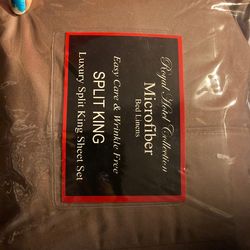 Royal Hotel Collection
Microfiber
Bed Linens
Easy Care & Wrinkle Free
SPLIT KING
Luxury Split King Sheet Set